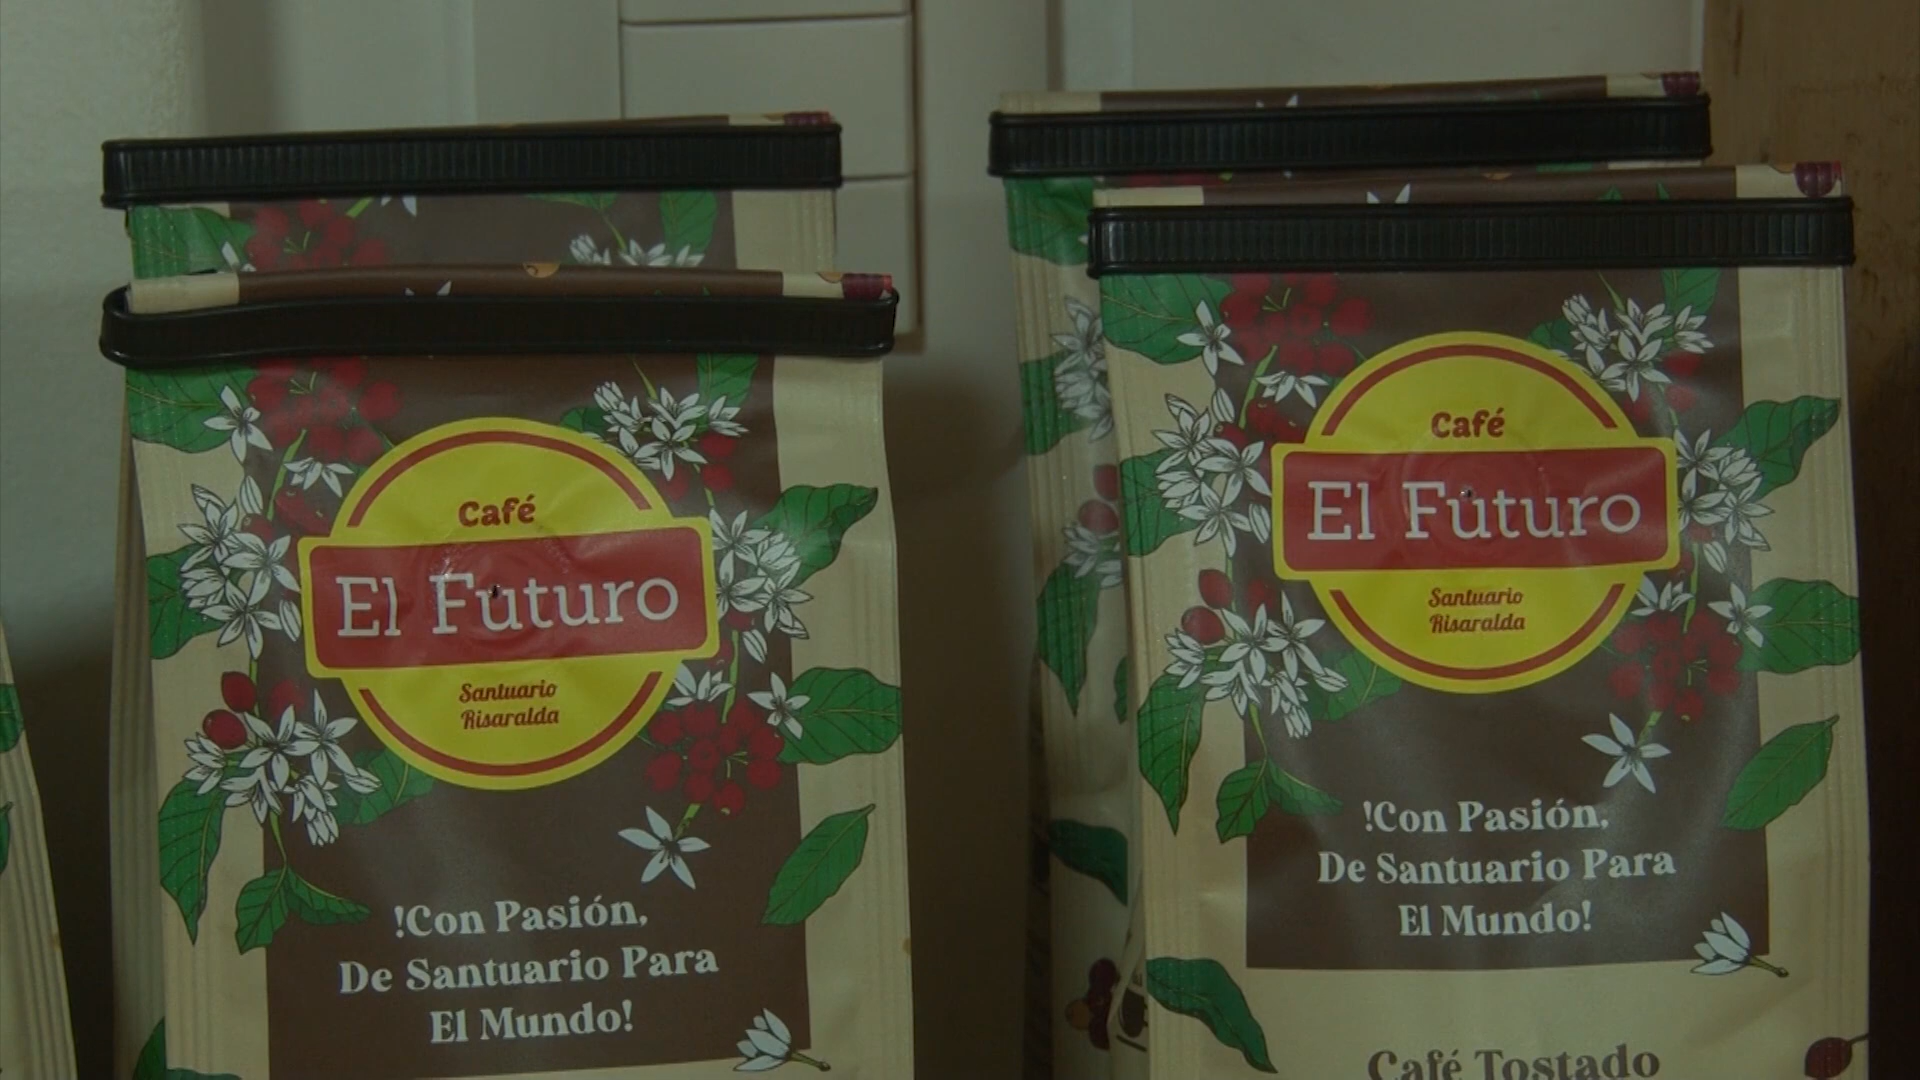 Café
El Futuro
Santuario
Risaralda
!Con Pasión,
De Santuario Para
El Mundo!
Café
El Futuro
Santuario
Risaralda
!Con Pasión,
De Santuario Para
El Mundo!
Café Tostado